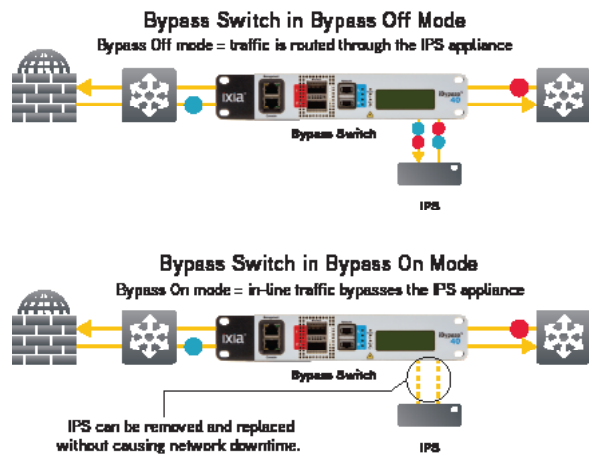 Bypass Switch in Bypass Off Mode
Bypass Off mode = traffic is routed through the IPS appliance
ixia
iBypass
40
Bypass Switch
IPS
Bypass Switch in Bypass On Mode
Bypass On mode = in-line traffic bypasses the IPS appliance
ixia
iBypass
40
Bypass Switch
IPS can be removed and replaced
without causing network downtime.
IPS